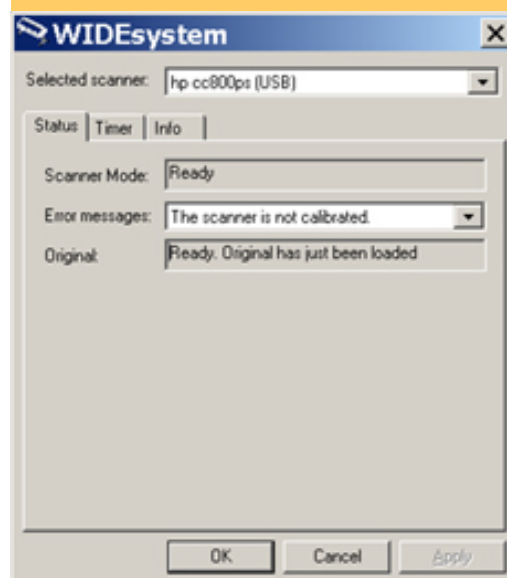 WIDEsystem
Selected scanner: hp cc800ps (USB)
Status Timer Info
Scanner Mode: Ready
Error messages: The scanner is not calibrated.
Original: Ready. Original has just been loaded
OK Cancel Apply